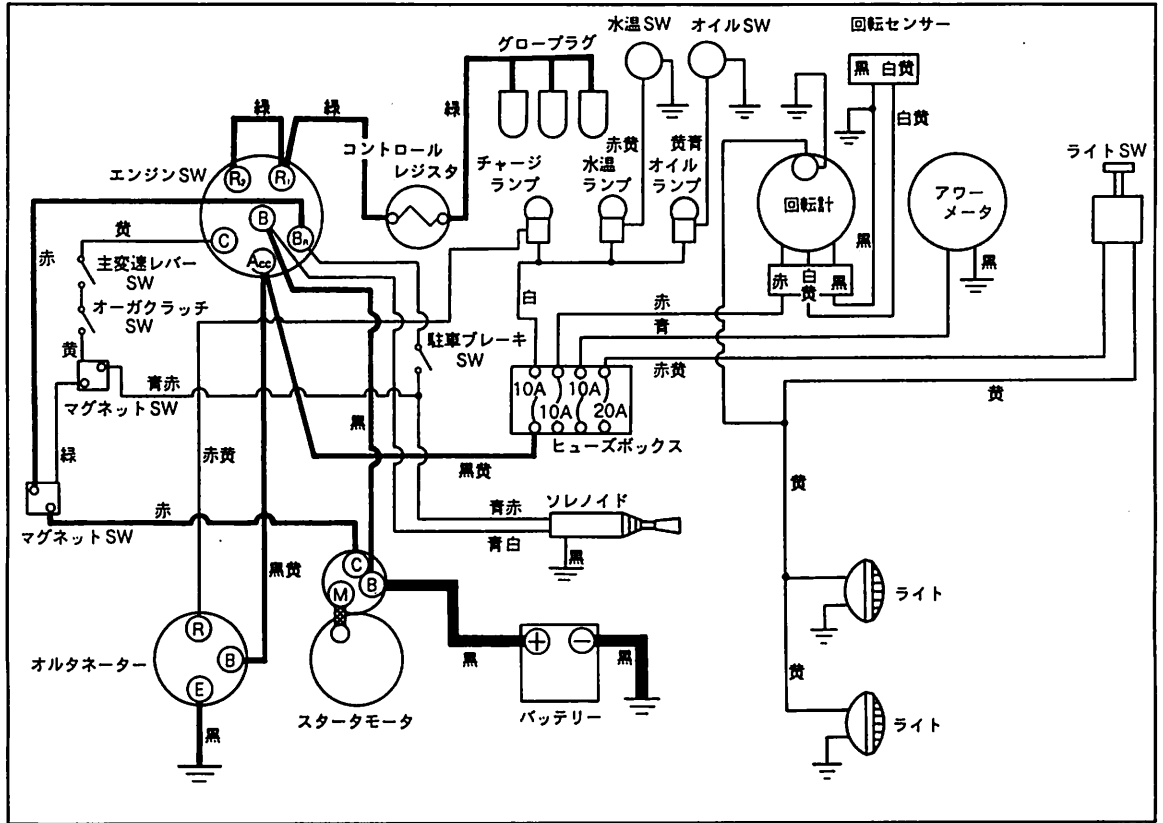 水温SW
オイルSW
回転センサー
グロープラグ
黒 白黄
緑
緑
緑
赤黄
黄青
白黄
ライトSW
コントロール
レジスタ
チャージ
ランプ
水温
ランプ
オイル
ランプ
エンジンSW
R₂
R₁
B
C
BR
Acc
回転計
アワー
メータ
黄
赤
主変速レバー
SW
オーガクラッチ
SW
黄
白
黒
赤
白
黄
黒
黒
赤
青
赤黄
黄
駐車ブレーキ
SW
青赤
マグネットSW
10A
10A
10A
20A
ヒューズボックス
黒
赤黄
黒黄
緑
黄
赤
マグネットSW
青赤
青白
ソレノイド
黒
黒黄
C
B
M
ライト
R
B
E
オルタネーター
スタータモータ
黒
+
−
黒
バッテリー
黄
ライト
黒